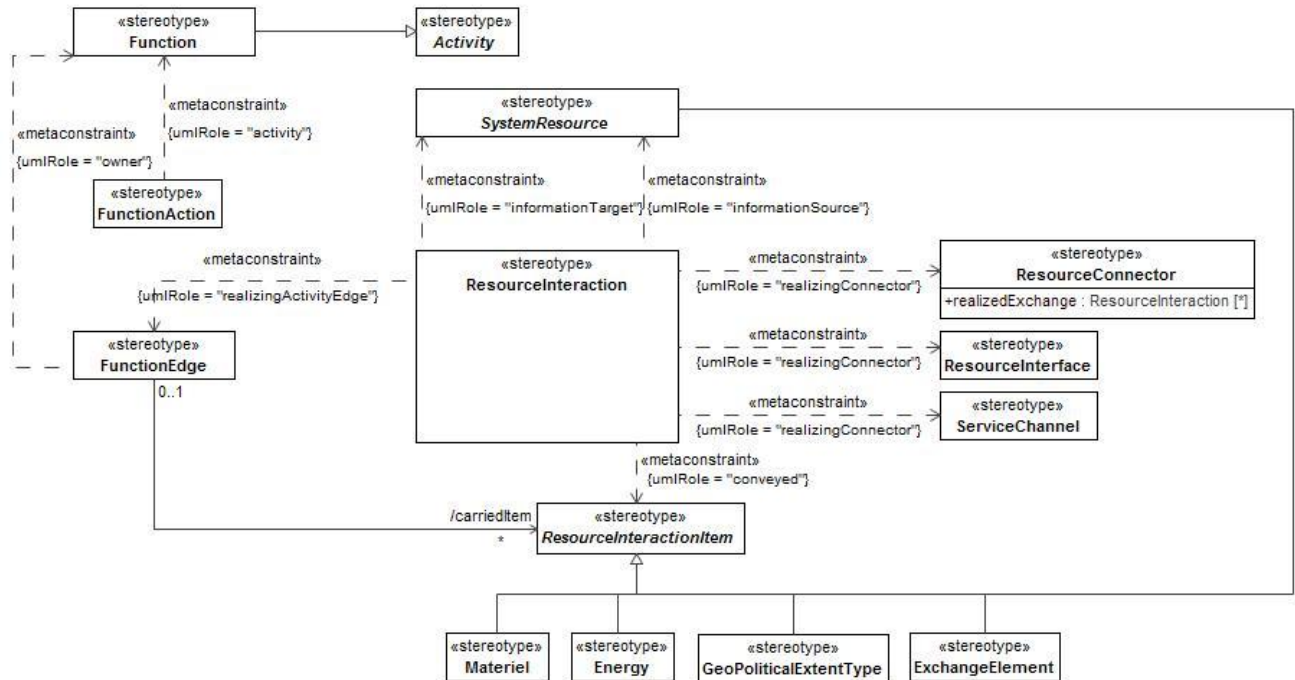 «stereotype»
Function
«stereotype»
Activity
«metaconstraint»
{umlRole = "activity"}
«metaconstraint»
{umlRole = "owner"}
«stereotype»
FunctionAction
«stereotype»
SystemResource
«metaconstraint»
{umlRole = "informationTarget"}
«metaconstraint»
{umlRole = "informationSource"}
«stereotype»
ResourceInteraction
«metaconstraint»
{umlRole = "realizingActivityEdge"}
«metaconstraint»
{umlRole = "realizingConnector"}
«stereotype»
ResourceConnector
+realizedExchange : ResourceInteraction [*]
«stereotype»
FunctionEdge
0..1
«metaconstraint»
{umlRole = "realizingConnector"}
«stereotype»
ResourceInterface
«metaconstraint»
{umlRole = "realizingConnector"}
«stereotype»
ServiceChannel
«metaconstraint»
{umlRole = "conveyed"}
/carriedItem
*
«stereotype»
ResourceInteractionItem
«stereotype»
Materiel
«stereotype»
Energy
«stereotype»
GeoPoliticalExtentType
«stereotype»
ExchangeElement